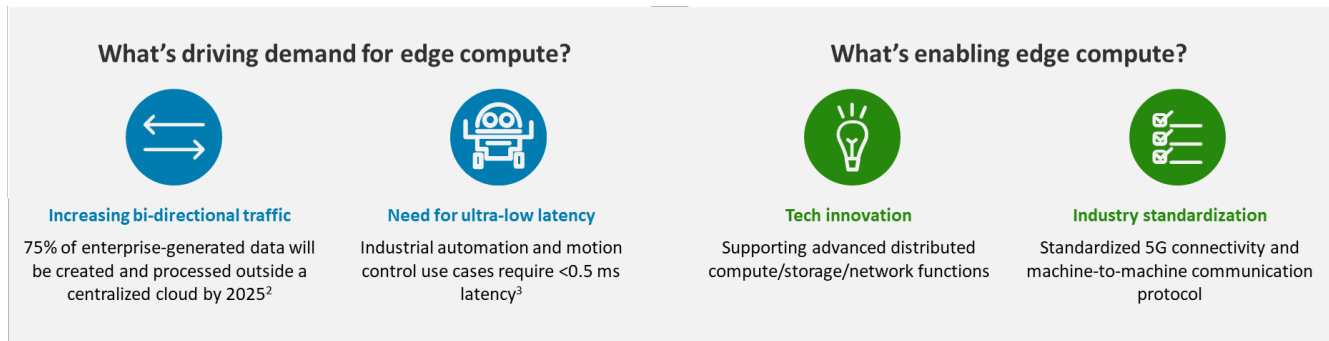 What's driving demand for edge compute?
Increasing bi-directional traffic
75% of enterprise-generated data will
be created and processed outside a
centralized cloud by 2025²
Need for ultra-low latency
Industrial automation and motion
control use cases require <0.5 ms
latency³
What's enabling edge compute?
Tech innovation
Supporting advanced distributed
compute/storage/network functions
Industry standardization
Standardized 5G connectivity and
machine-to-machine communication
protocol